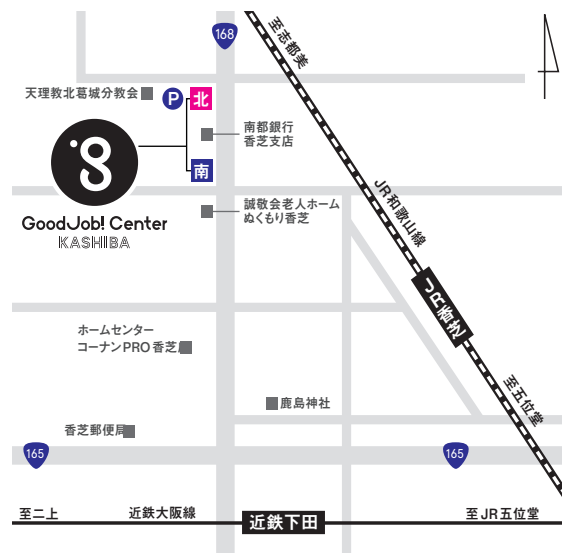 168
至志都美
天理教北葛城分教会
P
北
南都銀行
香芝支店
南
GoodJob! Center
KASHIBA
誠敬会老人ホーム
ぬくもり香芝
JR和歌山線
JR香芝
ホームセンター
コーナンPRO 香芝店
至五位堂
鹿島神社
香芝郵便局
165
165
至二上
近鉄大阪線
近鉄下田
至JR五位堂